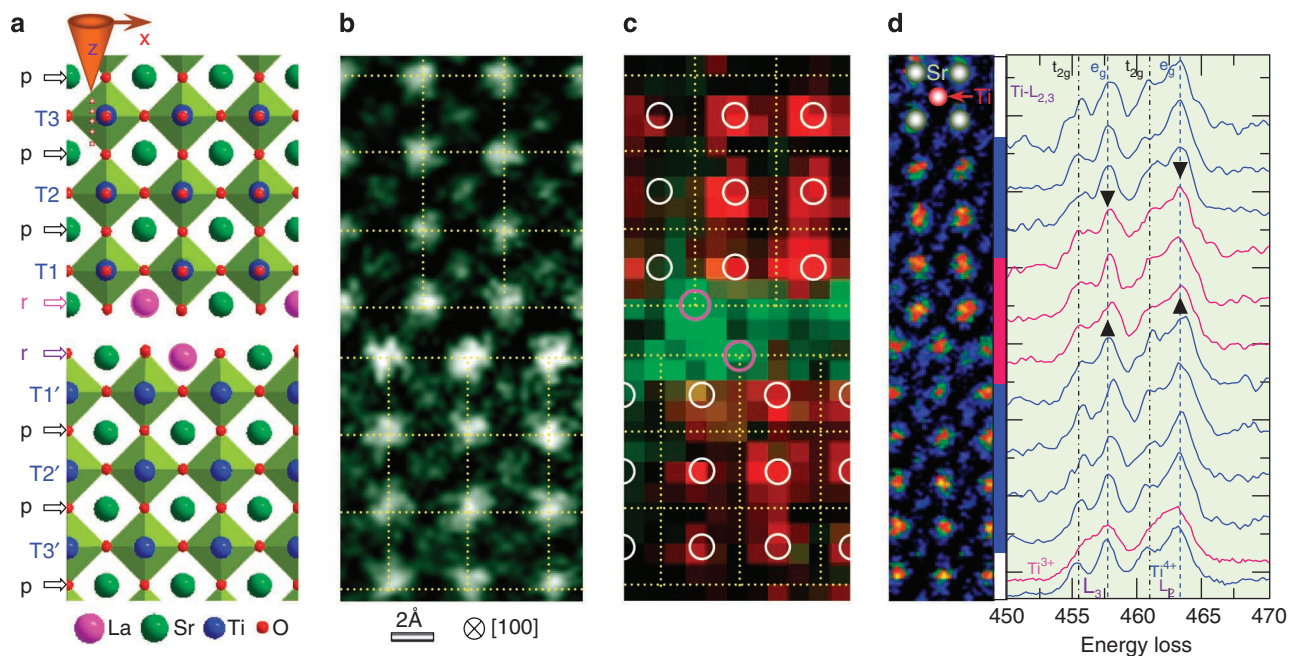 a
z
x
p
T3
p
T2
p
T1
r
r
T1′
p
T2′
p
T3′
p
La Sr Ti O
b
2Å
[100]
c
d
Sr
Ti
Ti-L2,3
t2g eg t2g eg
Ti3+
L3
Ti4+
L2
450 455 460 465 470
Energy loss